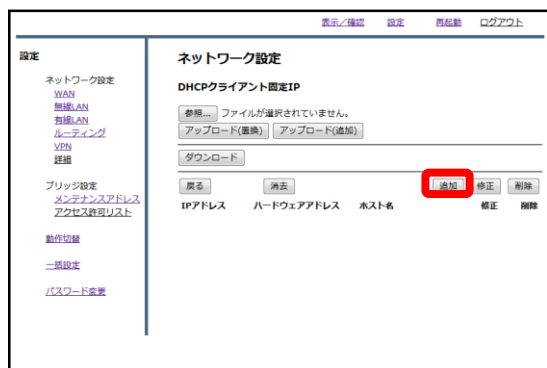 表示／確認 設定 再起動 ログアウト
設定
ネットワーク設定
WAN
無線LAN
有線LAN
ルーティング
VPN
詳細
ブリッジ設定
メンテナンスアドレス
アクセス許可リスト
動作切替
一括設定
パスワード変更
ネットワーク設定
DHCPクライアント固定IP
参照... ファイルが選択されていません。
アップロード(置換) アップロード(追加)
ダウンロード
戻る 消去 追加 修正 削除
IPアドレス ハードウェアアドレス ホスト名 修正 削除